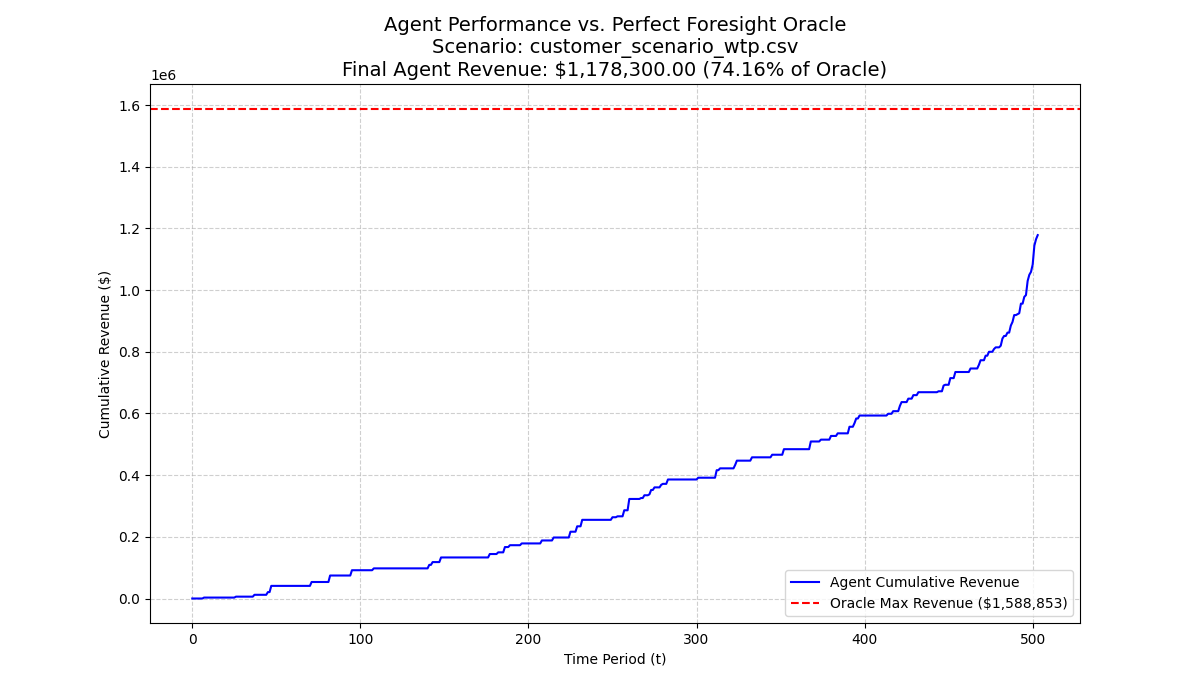 Agent Performance vs. Perfect Foresight Oracle
Scenario: customer_scenario_wtp.csv
Final Agent Revenue: $1,178,300.00 (74.16% of Oracle)
1e6
1.6
1.4
1.2
1.0
0.8
0.6
0.4
0.2
0.0
Cumulative Revenue ($)
Agent Cumulative Revenue
Oracle Max Revenue ($1,588,853)
0 100 200 300 400 500
Time Period (t)